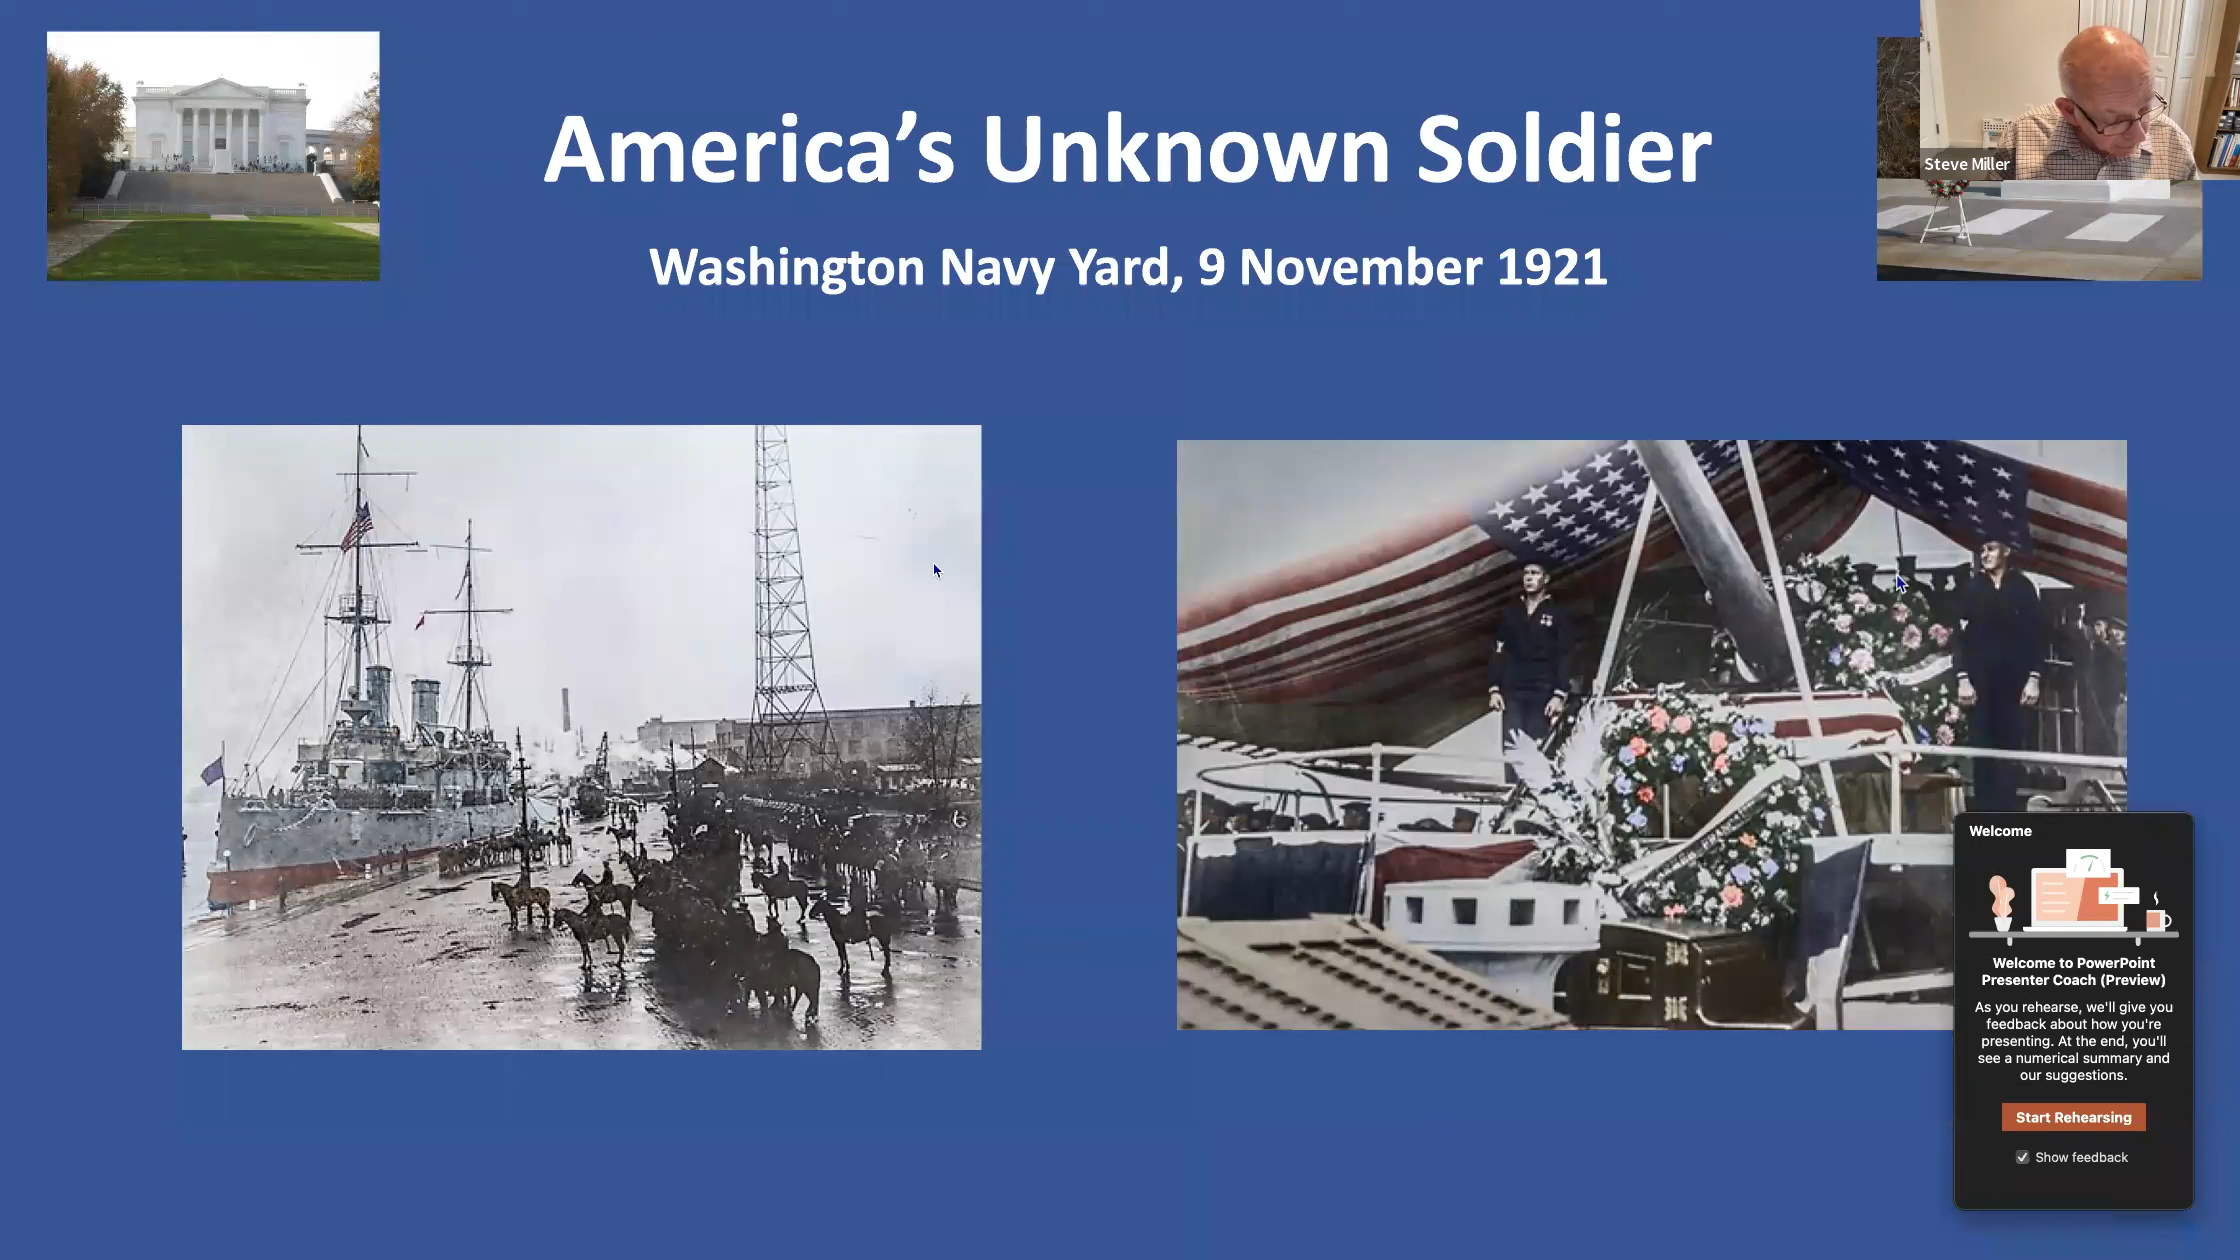 America’s Unknown Soldier
Washington Navy Yard, 9 November 1921
Steve Miller
Welcome
Welcome to PowerPoint
Presenter Coach (Preview)
As you rehearse, we'll give you
feedback about how you're
presenting. At the end, you'll
see a numerical summary and
our suggestions.
Start Rehearsing
Show feedback